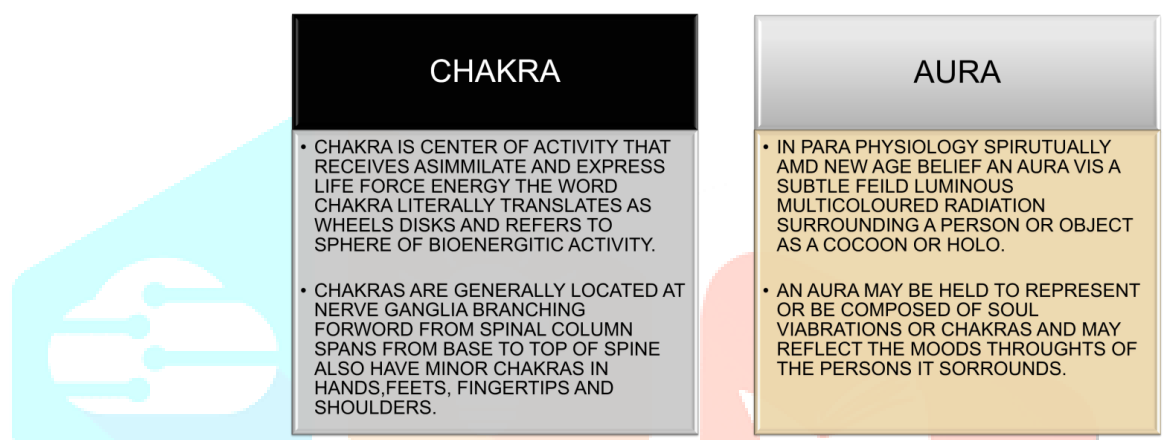 CHAKRA
• CHAKRA IS CENTER OF ACTIVITY THAT
RECEIVES ASIMMILATE AND EXPRESS
LIFE FORCE ENERGY THE WORD
CHAKRA LITERALLY TRANSLATES AS
WHEELS DISKS AND REFERS TO
SPHERE OF BIOENERGITIC ACTIVITY.
• CHAKRAS ARE GENERALLY LOCATED AT
NERVE GANGLIA BRANCHING
FORWORD FROM SPINAL COLUMN
SPANS FROM BASE TO TOP OF SPINE
ALSO HAVE MINOR CHAKRAS IN
HANDS,FEETS, FINGERTIPS AND
SHOULDERS.
AURA
• IN PARA PHYSIOLOGY SPIRUTUALLY
AMD NEW AGE BELIEF AN AURA VIS A
SUBTLE FEILD LUMINOUS
MULTICOLOURED RADIATION
SURROUNDING A PERSON OR OBJECT
AS A COCOON OR HOLO.
• AN AURA MAY BE HELD TO REPRESENT
OR BE COMPOSED OF SOUL
VIABRATIONS OR CHAKRAS AND MAY
REFLECT THE MOODS THROUGHTS OF
THE PERSONS IT SORROUNDS.